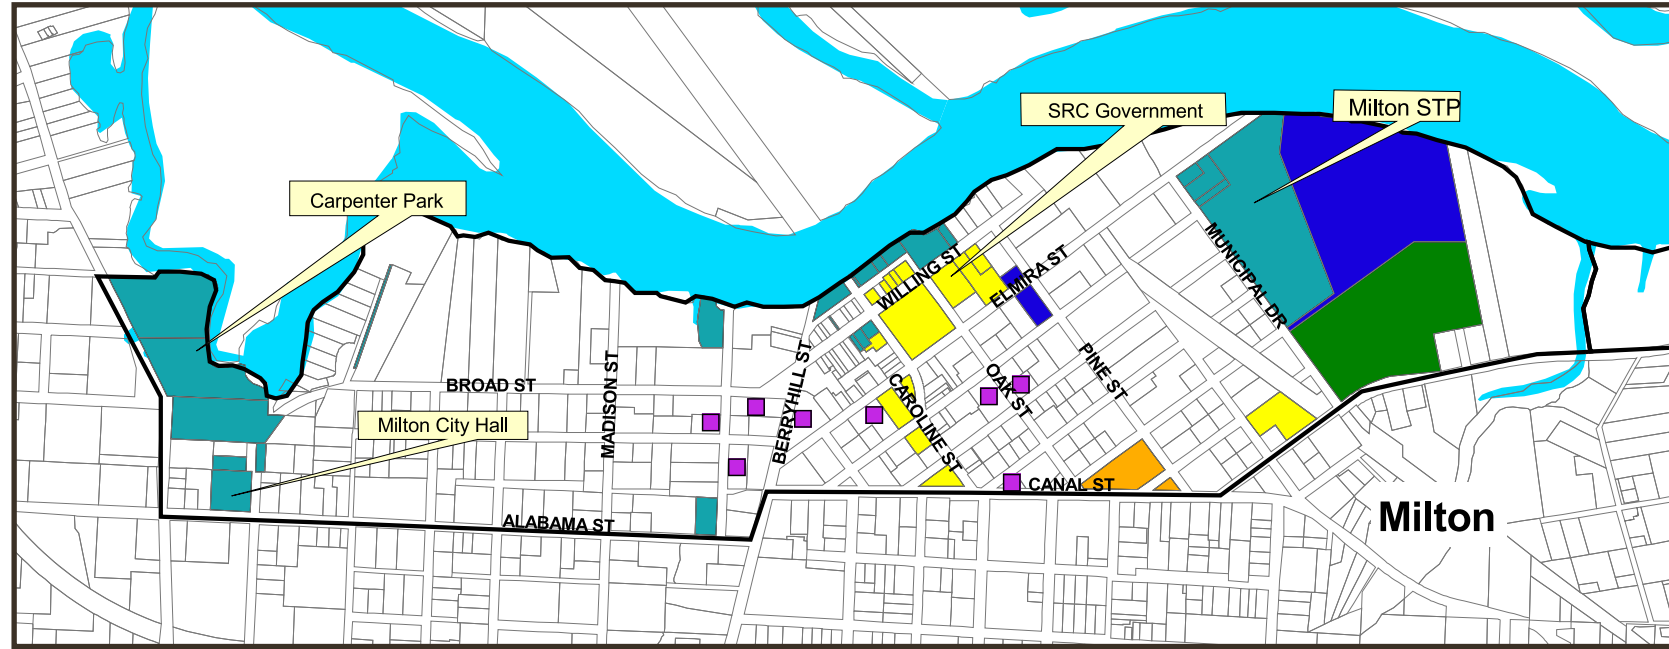 SRC Government
Milton STP
Carpenter Park
MUNICIPAL DR
WILLING ST
ELMIRA ST
BROAD ST
MADISON ST
BERRYHILL ST
PINE ST
OAK ST
CAROLINE ST
Milton City Hall
CANAL ST
ALABAMA ST
Milton